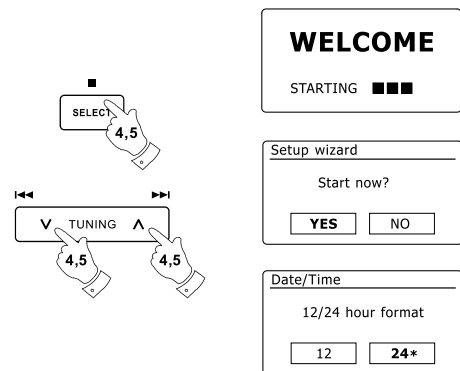 SELECT
4,5
TUNING
4,5
4,5
WELCOME
STARTING
Setup wizard
Start now?
YES NO
Date/Time
12/24 hour format
12 24*